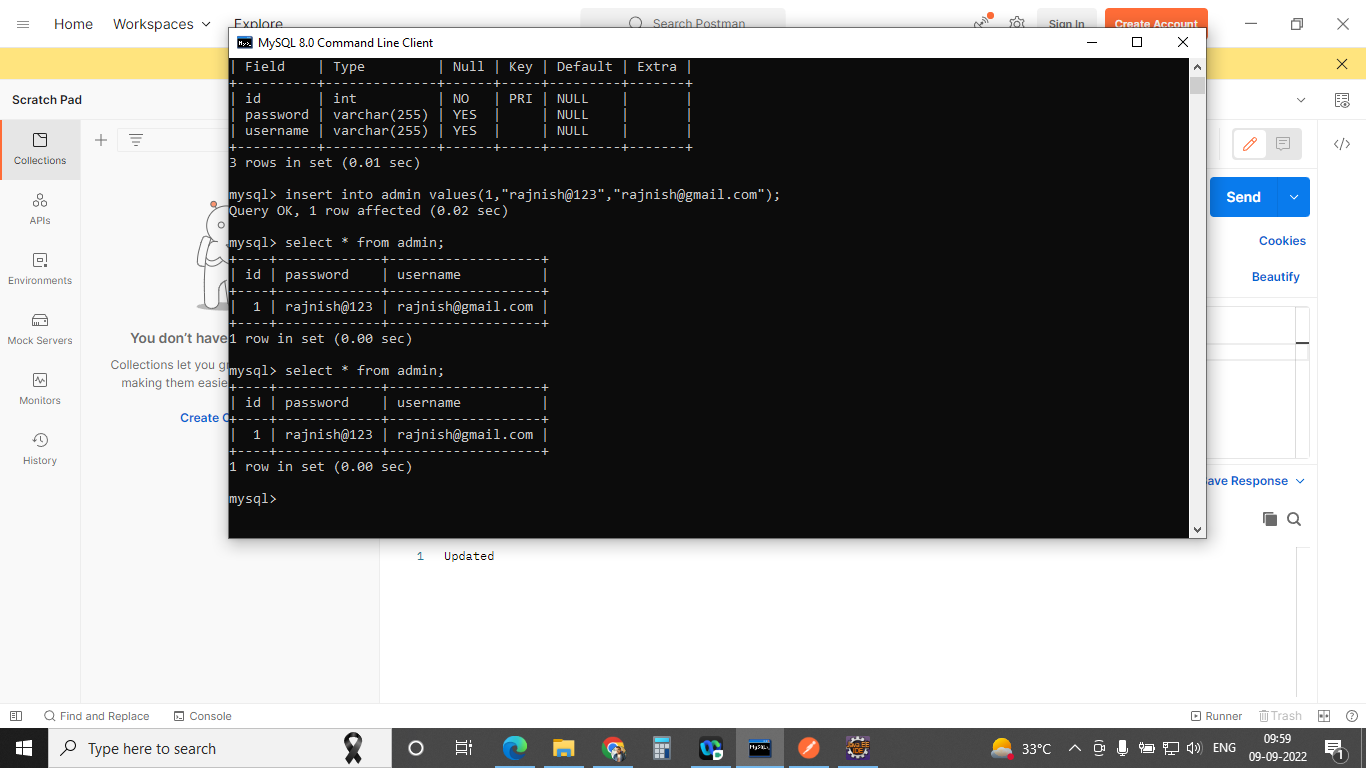 Home Workspaces Explore Search Postman Sign In Create Account
MySQL 8.0 Command Line Client
| Field    | Type         | Null | Key | Default | Extra |
+----------+--------------+------+-----+---------+-------+
| id       | int          | NO   | PRI | NULL    |       |
| password | varchar(255) | YES  |     | NULL    |       |
| username | varchar(255) | YES  |     | NULL    |       |
+----------+--------------+------+-----+---------+-------+
3 rows in set (0.01 sec)
mysql> insert into admin values(1,"rajnish@123","rajnish@gmail.com");
Query OK, 1 row affected (0.02 sec)
mysql> select * from admin;
+----+-------------+-------------------+
| id | password    | username          |
+----+-------------+-------------------+
|  1 | rajnish@123 | rajnish@gmail.com |
+----+-------------+-------------------+
1 row in set (0.00 sec)
mysql> select * from admin;
+----+-------------+-------------------+
| id | password    | username          |
+----+-------------+-------------------+
|  1 | rajnish@123 | rajnish@gmail.com |
+----+-------------+-------------------+
1 row in set (0.00 sec)
mysql>
Scratch Pad
Collections
APIs
Environments
Mock Servers
Monitors
History
You don't have
Collections let you g
making them easie
Create C
Send
Cookies
Beautify
ave Response
1 Updated
Find and Replace Console Runner Trash
Type here to search
MySQL
33°C ENG 09:59
09-09-2022 1